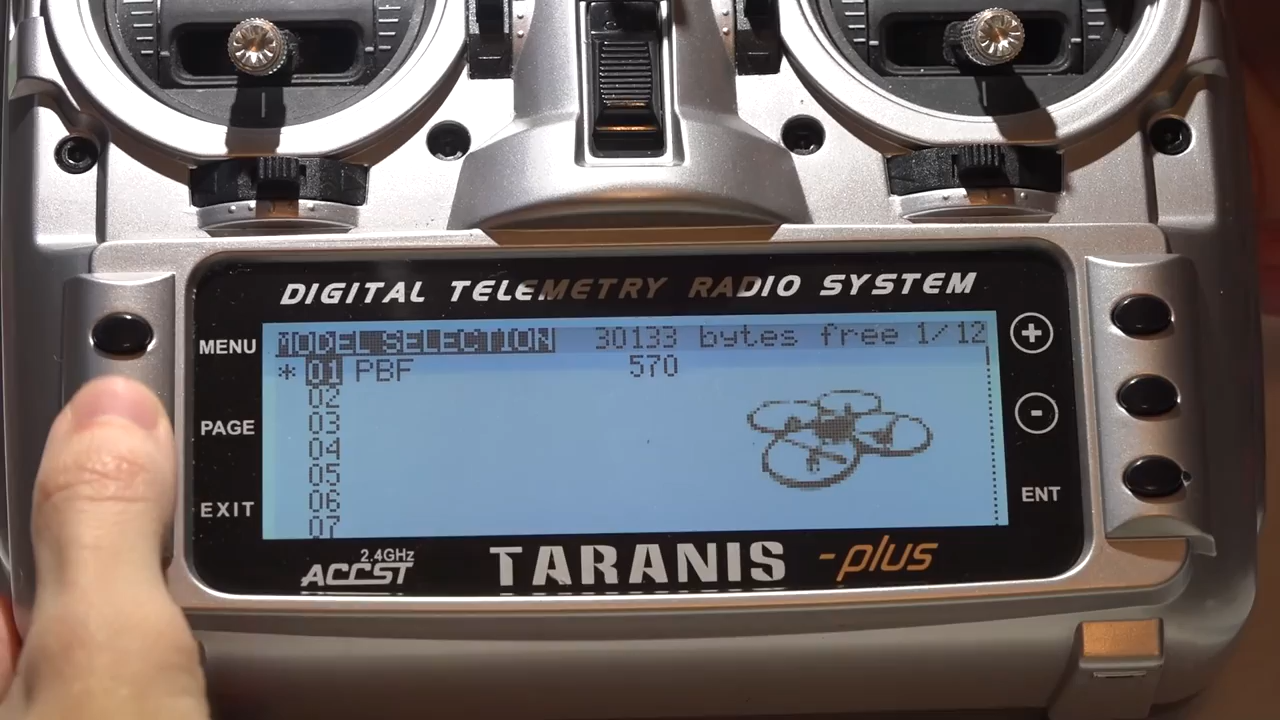 DIGITAL TELEMETRY RADIO SYSTEM
MENU
PAGE
EXIT
MODEL SELECTION 30133 bytes free 1/12
* 01 PBF 570
02
03
04
05
06
07
+
-
ENT
2.4GHz
ACCST
TARANIS -plus